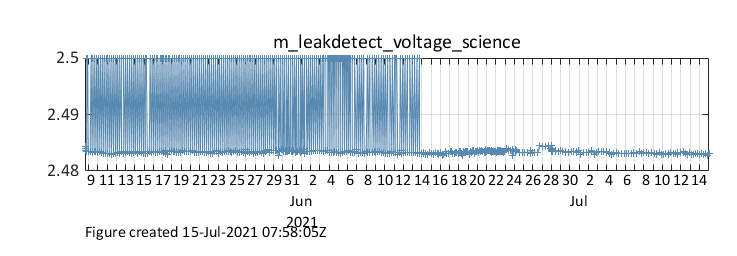 m_leakdetect_voltage_science
2.5
2.49
2.48
9 11 13 15 17 19 21 23 25 27 29 31 2 4 6 8 10 12 14 16 18 20 22 24 26 28 30 2 4 6 8 10 12 14
Jun Jul
2021
Figure created 15-Jul-2021 07:58:05Z